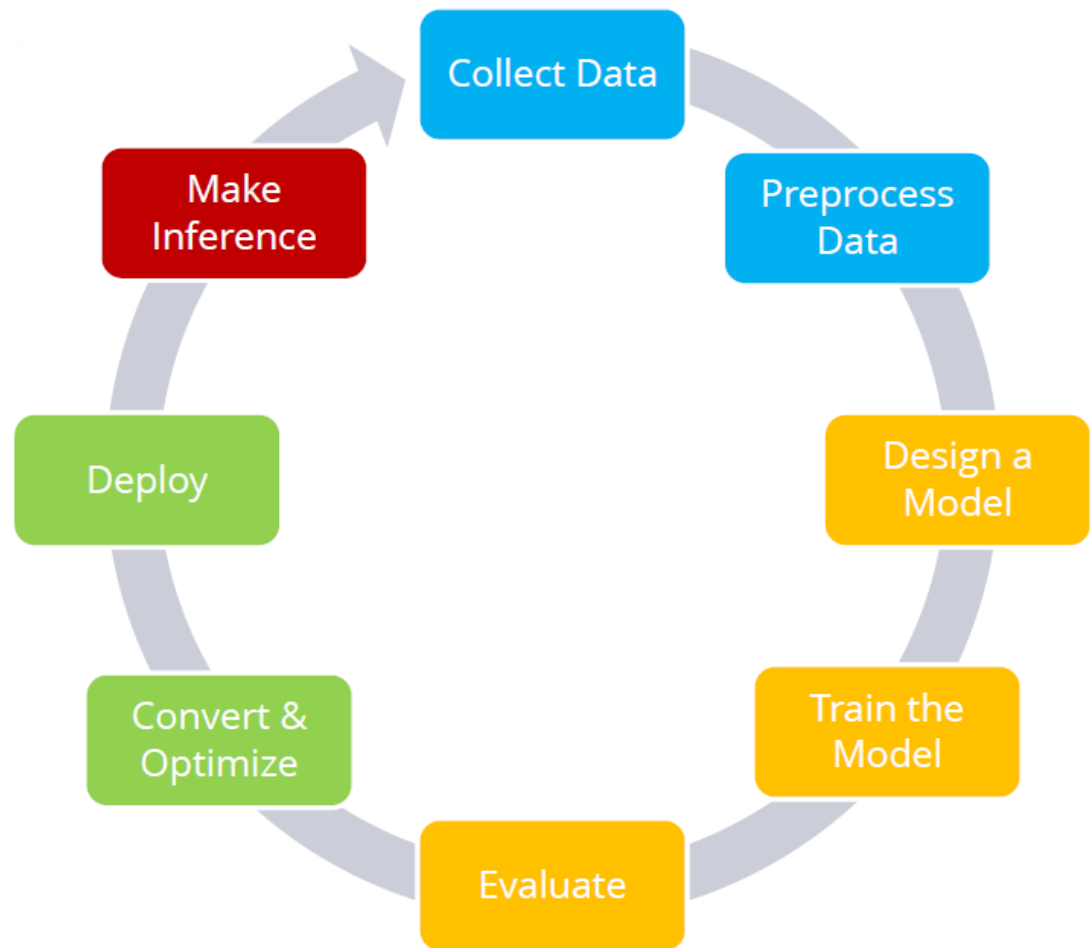 Collect Data
Preprocess
Data
Design a
Model
Train the
Model
Evaluate
Convert &
Optimize
Deploy
Make
Inference